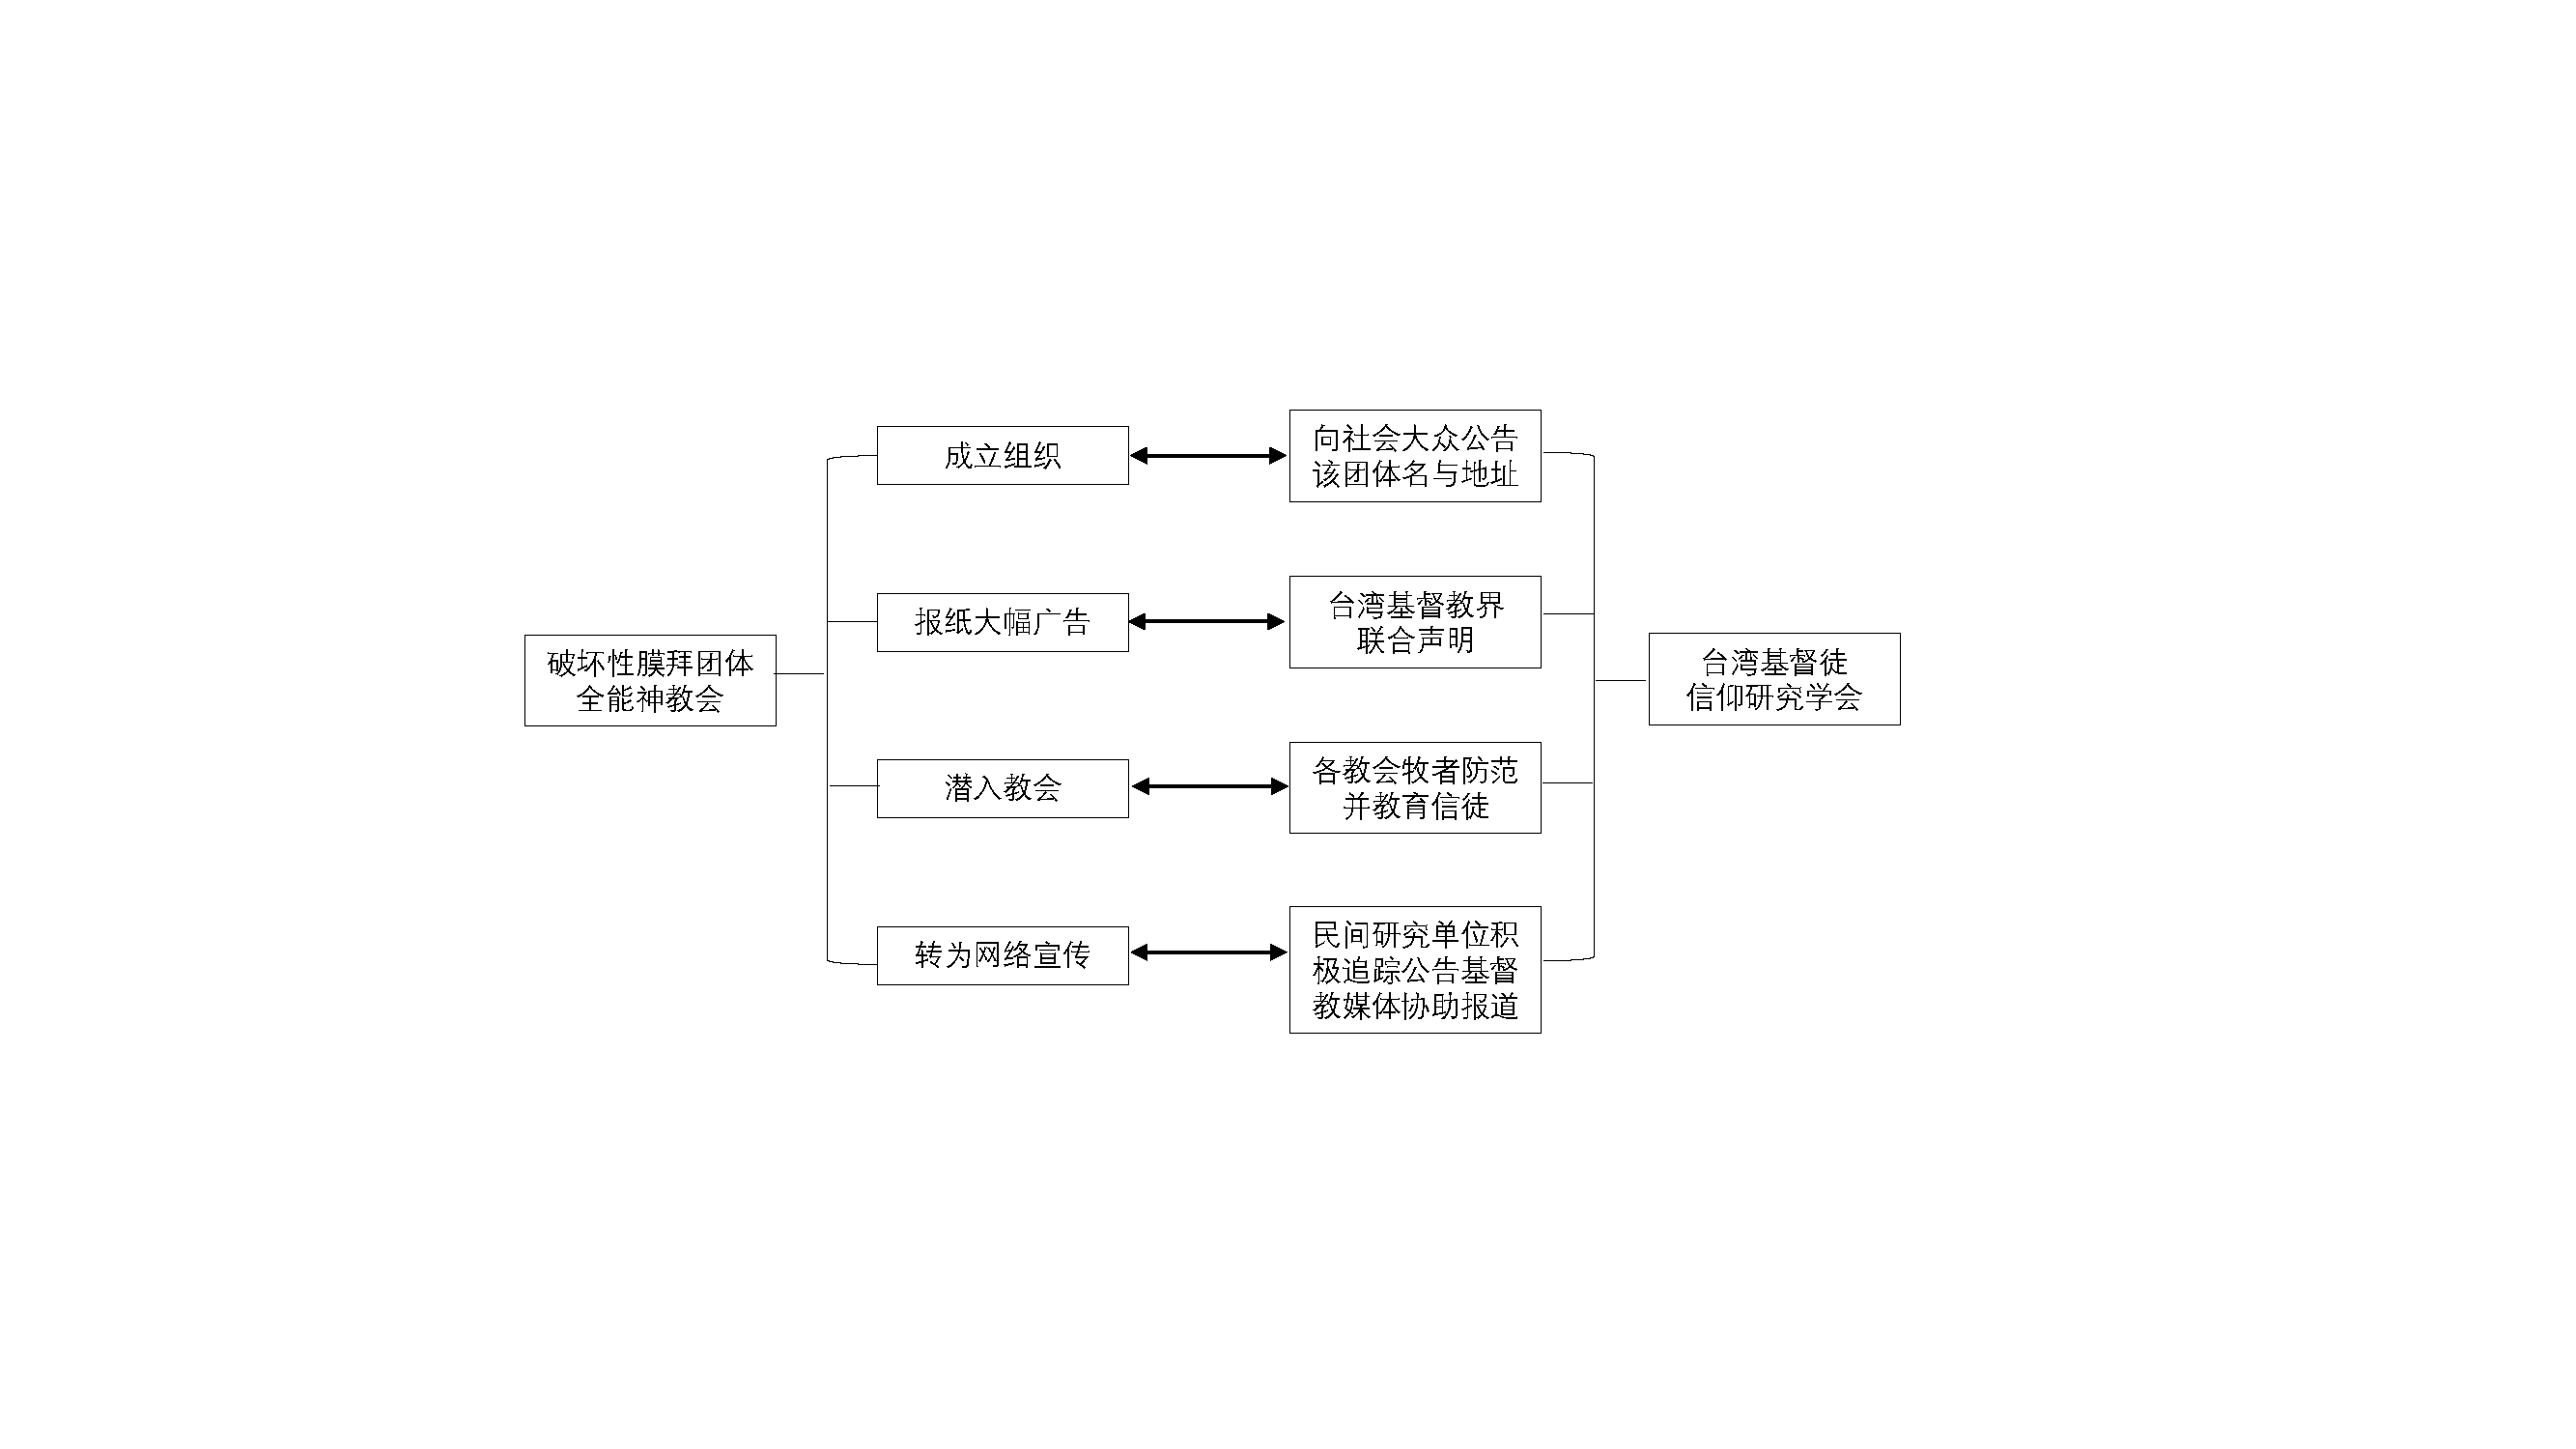 破坏性膜拜团体
全能神教会
成立组织
报纸大幅广告
潜入教会
转为网络宣传
向社会大众公告
该团体名与地址
台湾基督教界
联合声明
各教会牧者防范
并教育信徒
民间研究单位积
极追踪公告基督
教媒体协助报道
台湾基督徒
信仰研究学会